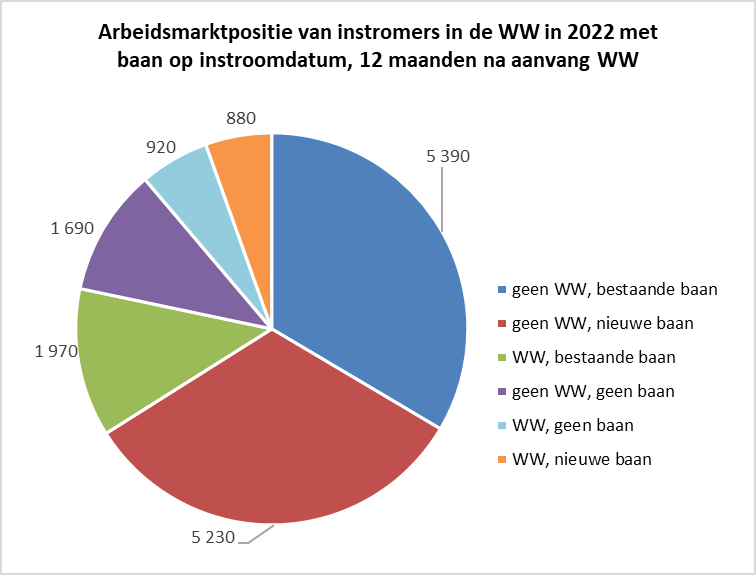 Arbeidsmarktpositie van instromers in de WW in 2022 met
baan op instroomdatum, 12 maanden na aanvang WW
880
920
5 390
1 690
1 970
5 230
geen WW, bestaande baan
geen WW, nieuwe baan
WW, bestaande baan
geen WW, geen baan
WW, geen baan
WW, nieuwe baan